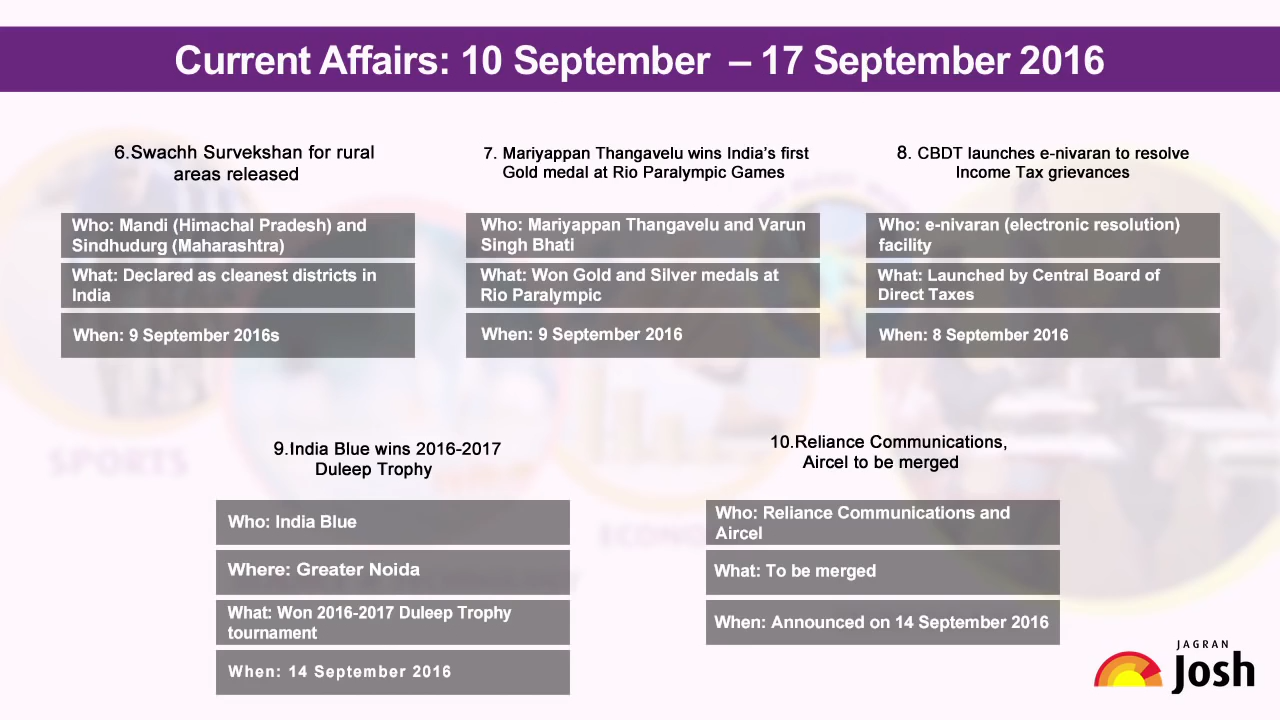 Current Affairs: 10 September – 17 September 2016
6.Swachh Survekshan for rural
areas released
Who: Mandi (Himachal Pradesh) and
Sindhudurg (Maharashtra)
What: Declared as cleanest districts in
India
When: 9 September 2016s
7. Mariyappan Thangavelu wins India's first
Gold medal at Rio Paralympic Games
Who: Mariyappan Thangavelu and Varun
Singh Bhati
What: Won Gold and Silver medals at
Rio Paralympic
When: 9 September 2016
8. CBDT launches e-nivaran to resolve
Income Tax grievances
Who: e-nivaran (electronic resolution)
facility
What: Launched by Central Board of
Direct Taxes
When: 8 September 2016
9.India Blue wins 2016-2017
Duleep Trophy
Who: India Blue
Where: Greater Noida
What: Won 2016-2017 Duleep Trophy
tournament
When: 14 September 2016
10.Reliance Communications,
Aircel to be merged
Who: Reliance Communications and
Aircel
What: To be merged
When: Announced on 14 September 2016
SPORTS
JAGRAN
Josh